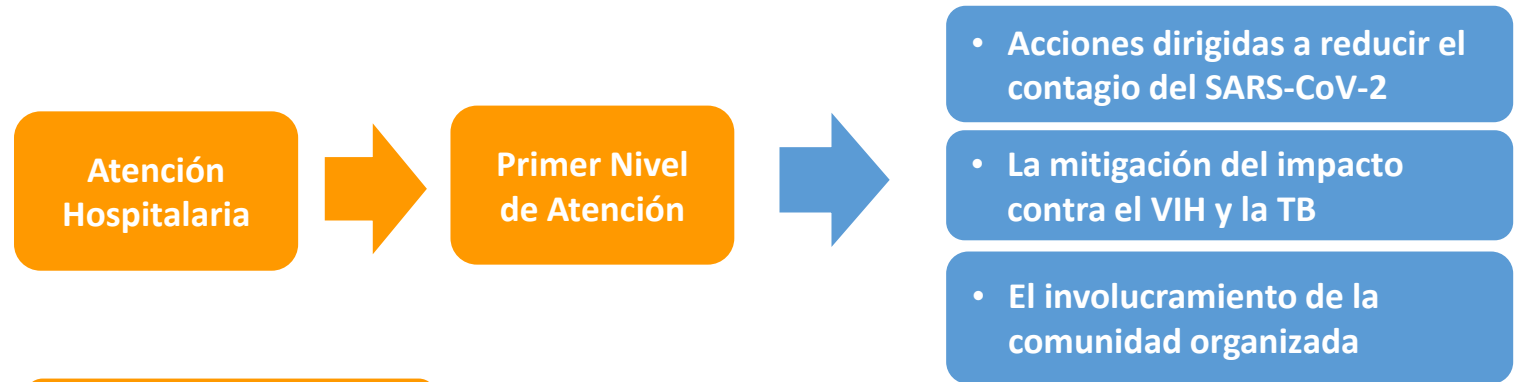 Atención
Hospitalaria
Primer Nivel
de Atención
• Acciones dirigidas a reducir el
contagio del SARS-CoV-2
• La mitigación del impacto
contra el VIH y la TB
• El involucramiento de la
comunidad organizada